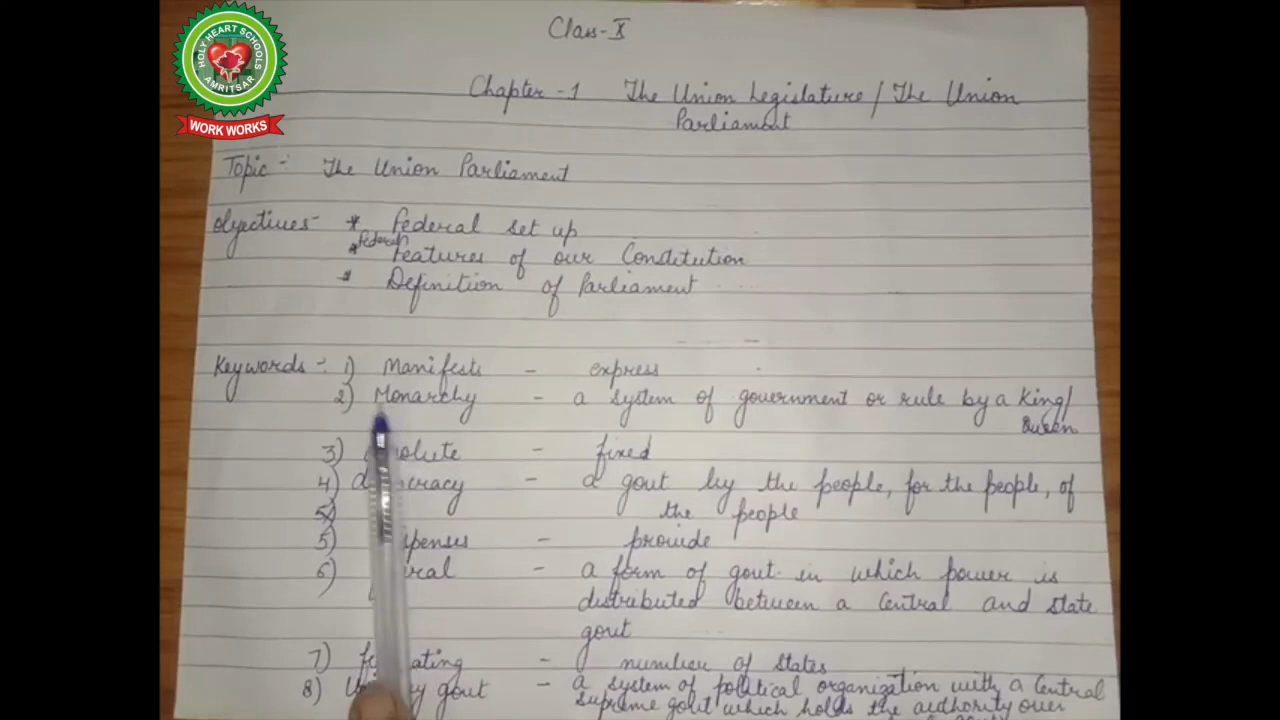 HOLY HEART SCHOOLS
AMRITSAR
WORK WORKS
Class-X
Chapter -1 The Union Legislature / The Union
Parliament
Topic :- The Union Parliament
Objectives - * Federal set up
* Federal Features of our Constitution
* Definition of Parliament
Keywords :- 1) Manifests - express
2) Monarchy - a system of government or rule by a King/
Queen
3) - fixed
4) - a govt by the people, for the people, of
5) the people
5) - provide
6) - a form of govt. in which power is
distributed between a Central and state
govt
7) - number of states
8) govt - a system of political organization with a Central
supreme govt which holds the authority over